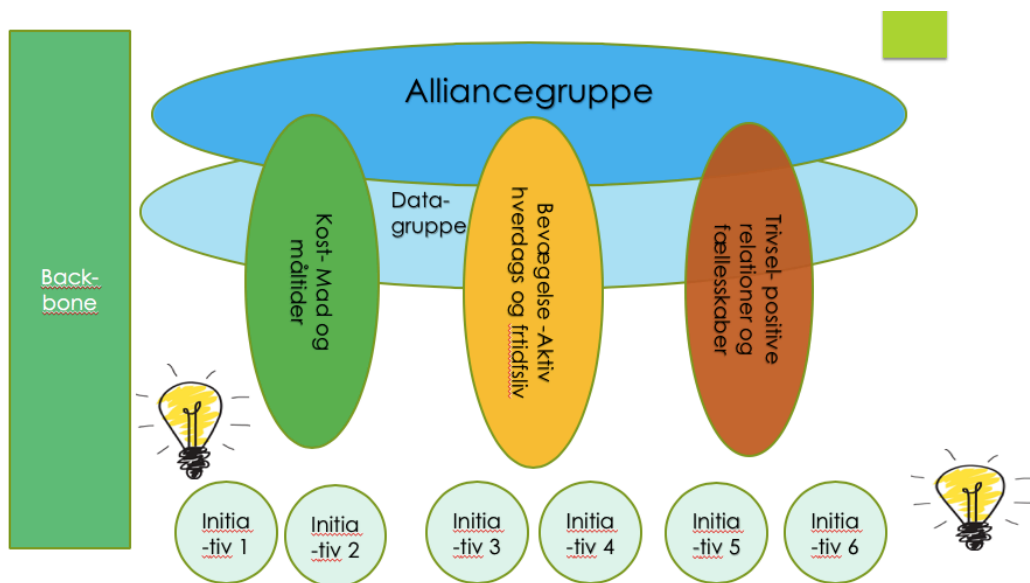 Alliancegruppe
Data-
gruppe
Back-
bone
Kost- Mad og
måltider
Bevægelse -Aktiv
hverdags og frtidfsliv
Trivsel- positive
relationer og
fællesskaber
Initia
-tiv 1
Initia
-tiv 2
Initia
-tiv 3
Initia
-tiv 4
Initia
-tiv 5
Initia
-tiv 6